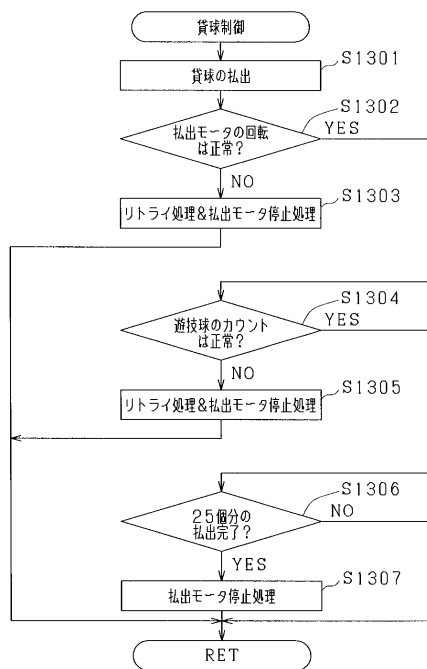 貸球制御
S1301
貸球の払出
S1302
払出モータの回転
は正常?
YES
NO
S1303
リトライ処理&払出モータ停止処理
S1304
遊技球のカウント
は正常?
YES
NO
S1305
リトライ処理&払出モータ停止処理
S1306
25個分の
払出完了?
NO
YES
S1307
払出モータ停止処理
RET